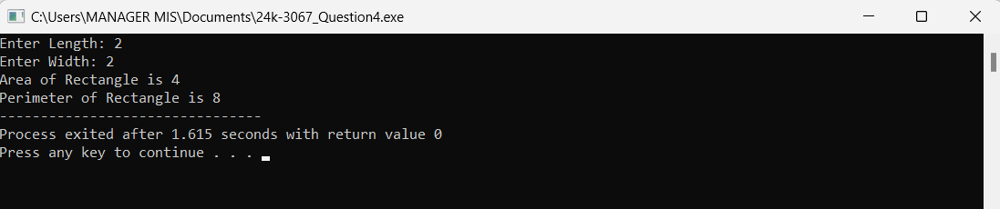 C:\Users\MANAGER MIS\Documents\24k-3067_Question4.exe
Enter Length: 2
Enter Width: 2
Area of Rectangle is 4
Perimeter of Rectangle is 8
--------------------------------
Process exited after 1.615 seconds with return value 0
Press any key to continue . . .